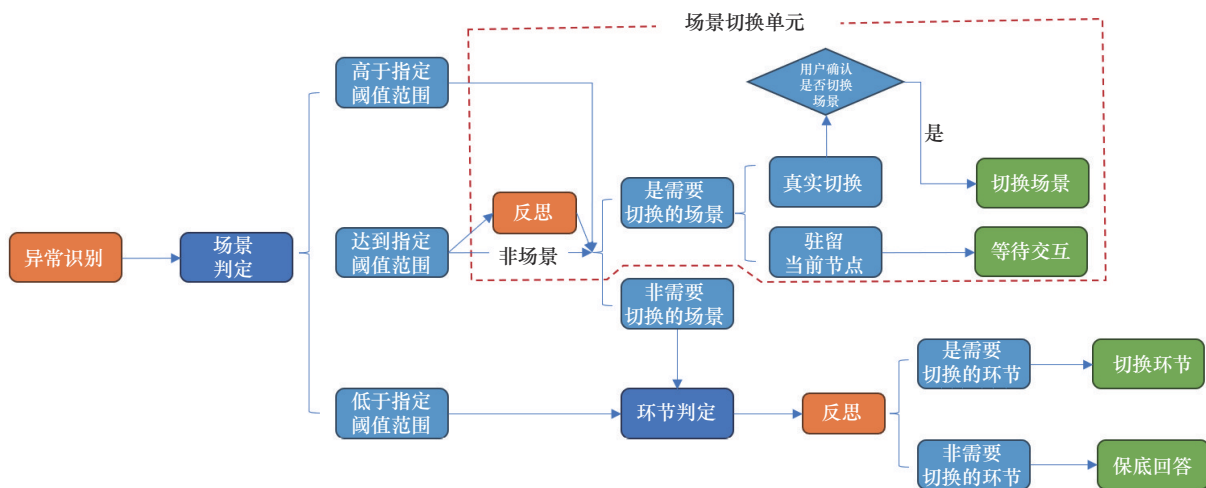 场景切换单元
高于指定
阈值范围
用户确认
是否切换
场景
是
反思
是需要
切换的场景
真实切换
切换场景
异常识别
场景
判定
达到指定
阈值范围
非场景
驻留
当前节点
等待交互
非需要
切换的场景
是需要
切换的环节
切换环节
低于指定
阈值范围
环节判定
反思
非需要
切换的环节
保底回答